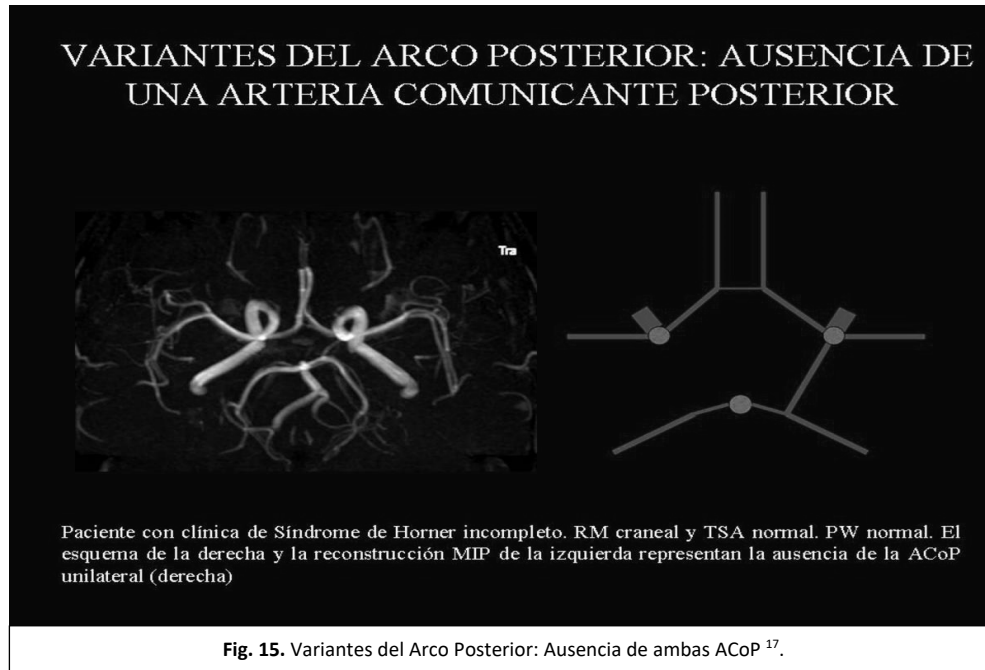 VARIANTES DEL ARCO POSTERIOR: AUSENCIA DE
UNA ARTERIA COMUNICANTE POSTERIOR
Tra
Paciente con clínica de Síndrome de Horner incompleto. RM craneal y TSA normal. PW normal. El
esquema de la derecha y la reconstrucción MIP de la izquierda representan la ausencia de la ACoP
unilateral (derecha)
Fig. 15. Variantes del Arco Posterior: Ausencia de ambas ACoP 17.